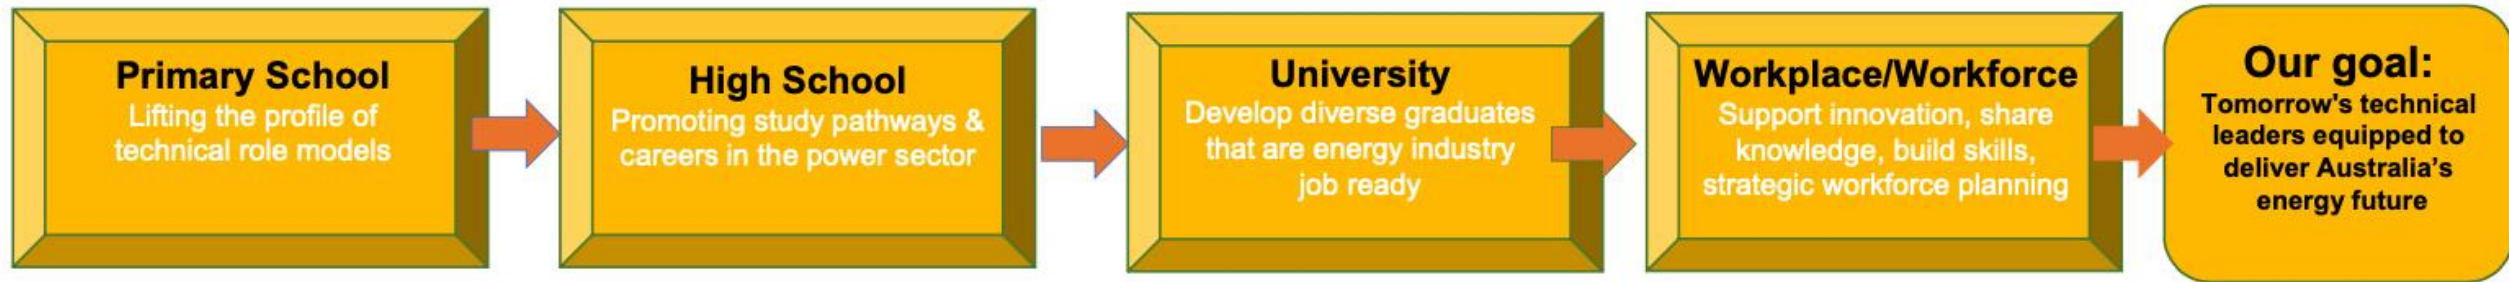 Primary School
Lifting the profile of
technical role models
High School
Promoting study pathways &
careers in the power sector
University
Develop diverse graduates
that are energy industry
job ready
Workplace/Workforce
Support innovation, share
knowledge, build skills,
strategic workforce planning
Our goal:
Tomorrow's technical
leaders equipped to
deliver Australia's
energy future